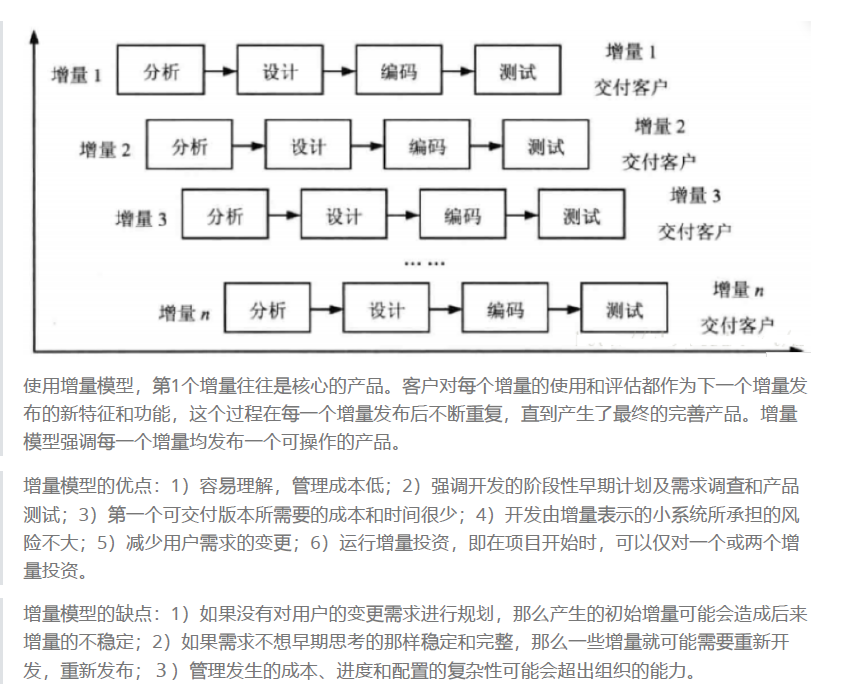 增量 1 分析 设计 编码 测试 增量 1
交付客户
增量 2 分析 设计 编码 测试 增量 2
交付客户
增量 3 分析 设计 编码 测试 增量 3
交付客户
… …
增量 n 分析 设计 编码 测试 增量 n
交付客户
使用增量模型，第1个增量往往是核心的产品。客户对每个增量的使用和评估都作为下一个增量发
布的新特征和功能，这个过程在每一个增量发布后不断重复，直到产生了最终的完善产品。增量
模型强调每一个增量均发布一个可操作的产品。
增量模型的优点：1）容易理解，管理成本低；2）强调开发的阶段性早期计划及需求调查和产品
测试；3）第一个可交付版本所需要的成本和时间很少；4）开发由增量表示的小系统所承担的风
险不大；5）减少用户需求的变更；6）运行增量投资，即在项目开始时，可以仅对一个或两个增
量投资。
增量模型的缺点：1）如果没有对用户的变更需求进行规划，那么产生的初始增量可能会造成后来
增量的不稳定；2）如果需求不想早期思考的那样稳定和完整，那么一些增量就可能需要重新开
发，重新发布；3）管理发生的成本、进度和配置的复杂性可能会超出组织的能力。